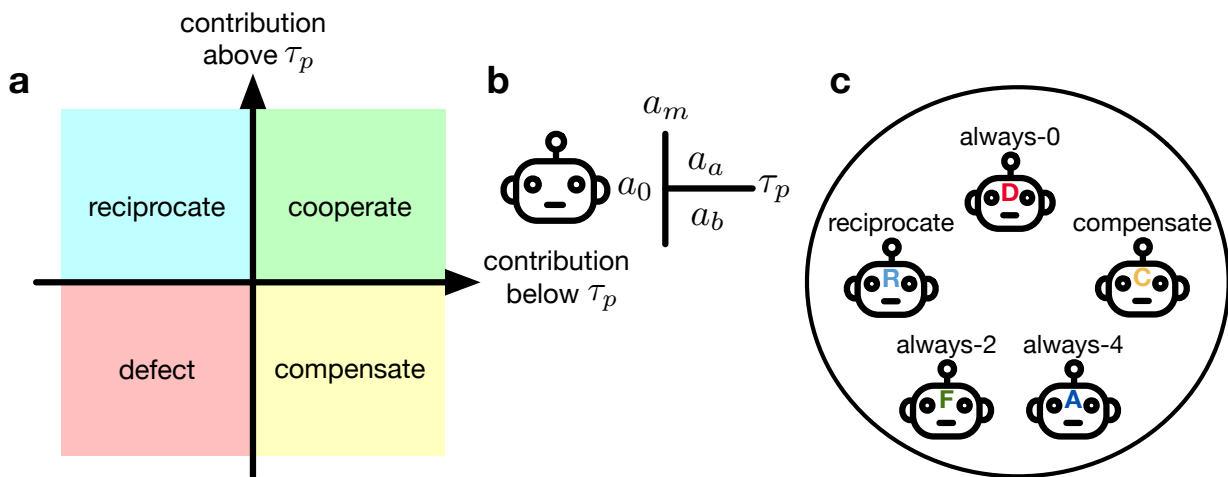 a
contribution
above τ_p
reciprocate
cooperate
defect
compensate
contribution
below τ_p
b
a_m
a_0
a_a
τ_p
a_b
c
always-0
D
reciprocate
R
compensate
C
always-2
F
always-4
A